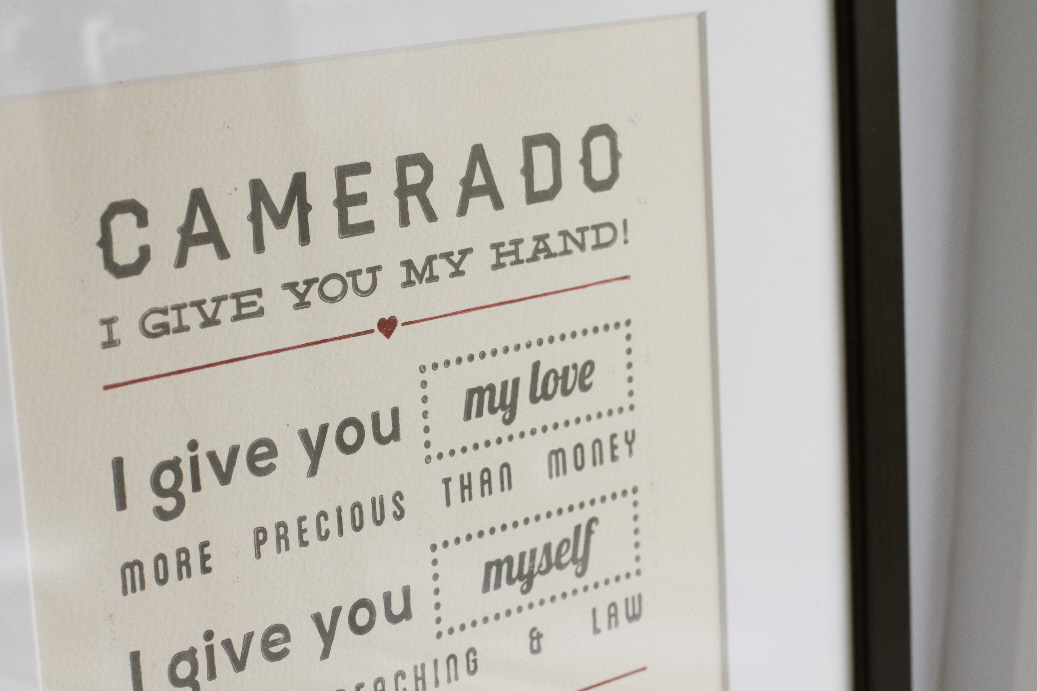 CAMERADO
I GIVE YOU MY HAND!
I give you my love
MORE PRECIOUS THAN MONEY
I give you myself
& LAW